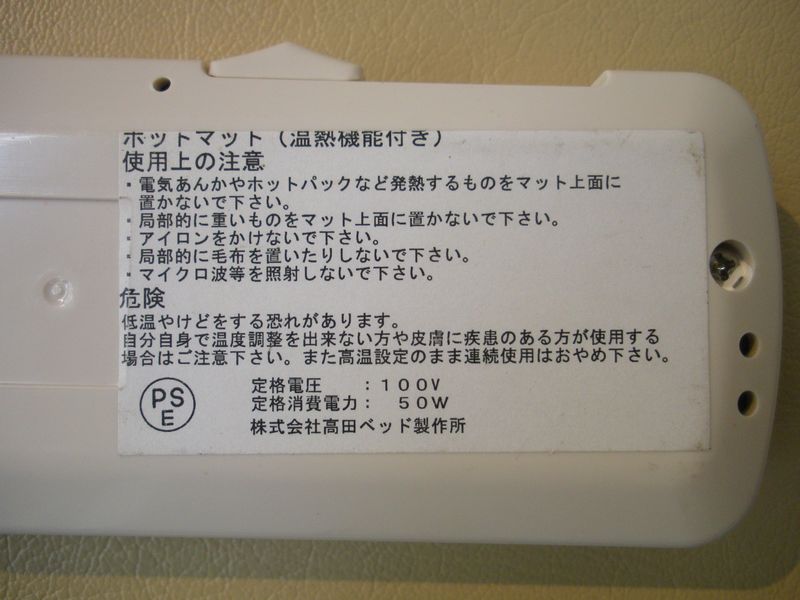 ホットマット（温熱機能付き）
使用上の注意
・電気あんかやホットパックなど発熱するものをマット上面に
置かないで下さい。
・局部的に重いものをマット上面に置かないで下さい。
・アイロンをかけないで下さい。
・局部的に毛布を置いたりしないで下さい。
・マイクロ波等を照射しないで下さい。
危険
低温やけどをする恐れがあります。
自分自身で温度調整を出来ない方や皮膚に疾患のある方が使用する
場合はご注意下さい。また高温設定のまま連続使用はおやめ下さい。
PS
E
定格電圧　　：１００Ｖ
定格消費電力：　５０Ｗ
株式会社高田ベッド製作所